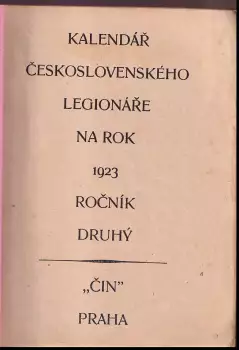 KALENDÁŘ
ČESKOSLOVENSKÉHO
LEGIONÁŘE
NA ROK
1923
ROČNÍK
DRUHÝ
„ČIN"
PRAHA